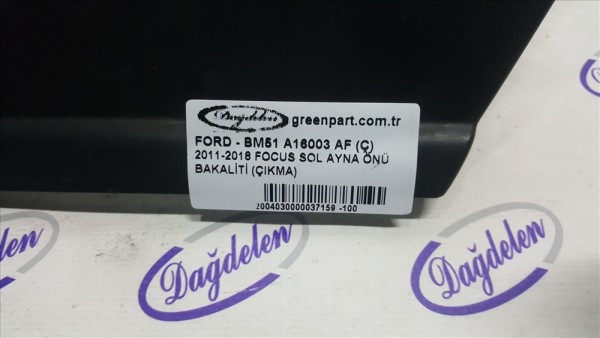 Dağdelen greenpart.com.tr
FORD - BM51 A16003 AF (Ç)
2011-2018 FOCUS SOL AYNA ÖNÜ
BAKALİTİ (ÇIKMA)
2004030000037159 -100
Dağdelen
Dağdelen
Dağdelen